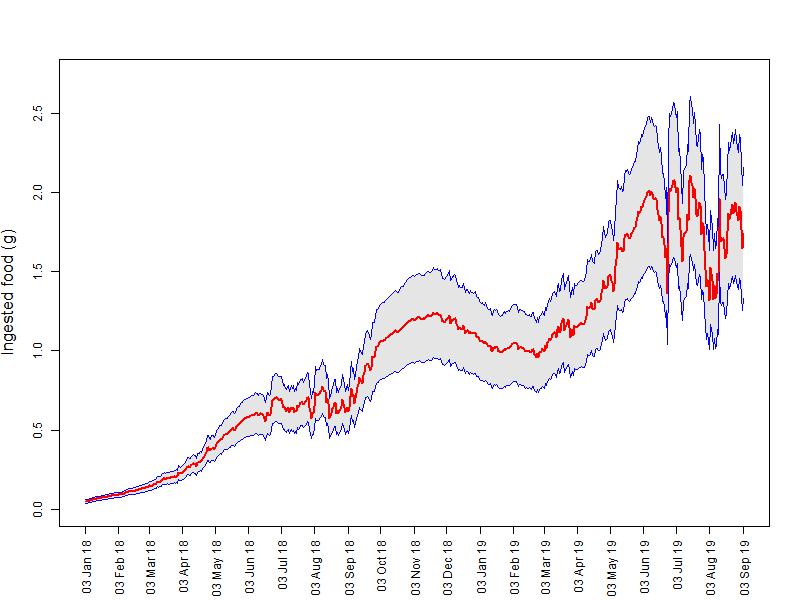 Ingested food (g)
2.5
2.0
1.5
1.0
0.5
0.0
03 Jan 18
03 Feb 18
03 Mar 18
03 Apr 18
03 May 18
03 Jun 18
03 Jul 18
03 Aug 18
03 Sep 18
03 Oct 18
03 Nov 18
03 Dec 18
03 Jan 19
03 Feb 19
03 Mar 19
03 Apr 19
03 May 19
03 Jun 19
03 Jul 19
03 Aug 19
03 Sep 19